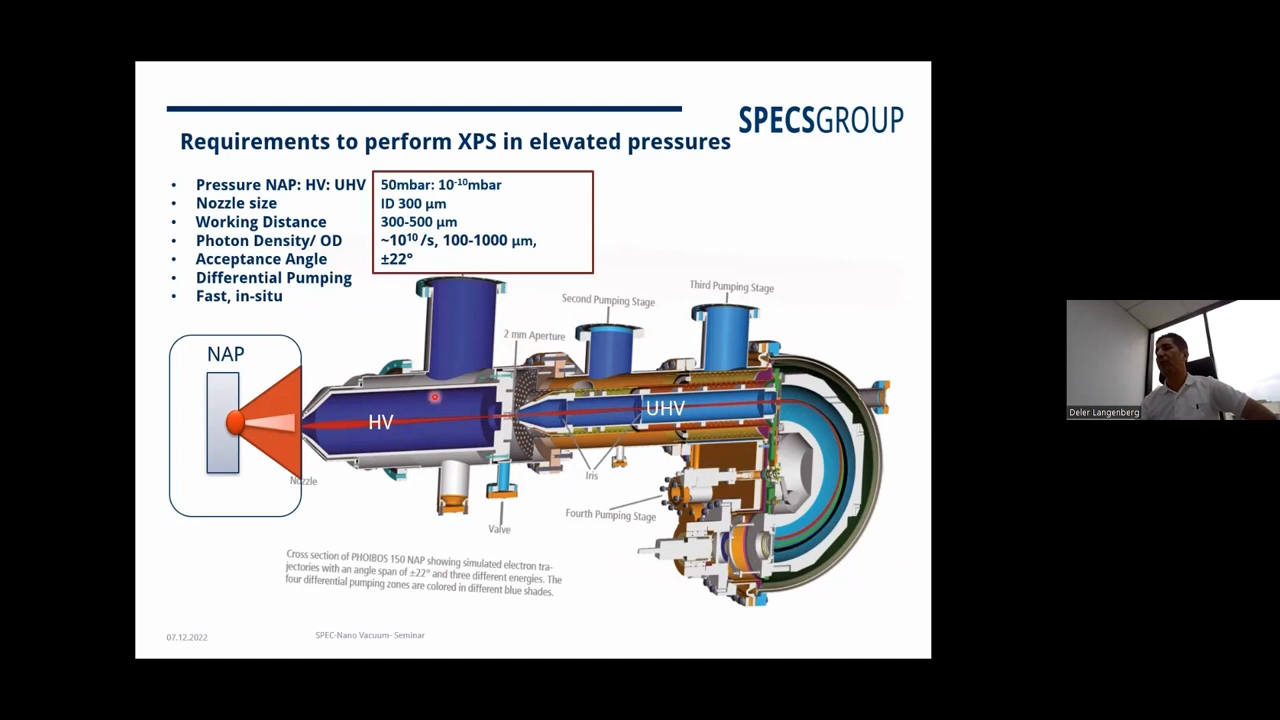 SPECSGROUP
Requirements to perform XPS in elevated pressures
• Pressure NAP: HV: UHV
• Nozzle size
• Working Distance
• Photon Density/ OD
• Acceptance Angle
• Differential Pumping
• Fast, in-situ
50mbar: 10⁻¹⁰mbar
ID 300 µm
300-500 µm
~10¹⁰ /s, 100-1000 µm,
±22°
Third Pumping Stage
Second Pumping Stage
2 mm Aperture
NAP
HV
UHV
Nozzle
Iris
Fourth Pumping Stage
Valve
Cross section of PHOIBOS 150 NAP showing simulated electron tra-
jectories with an angle span of ±22° and three different energies. The
four differential pumping zones are colored in different blue shades.
07.12.2022
SPEC-Nano Vacuum- Seminar
Deler Langenberg